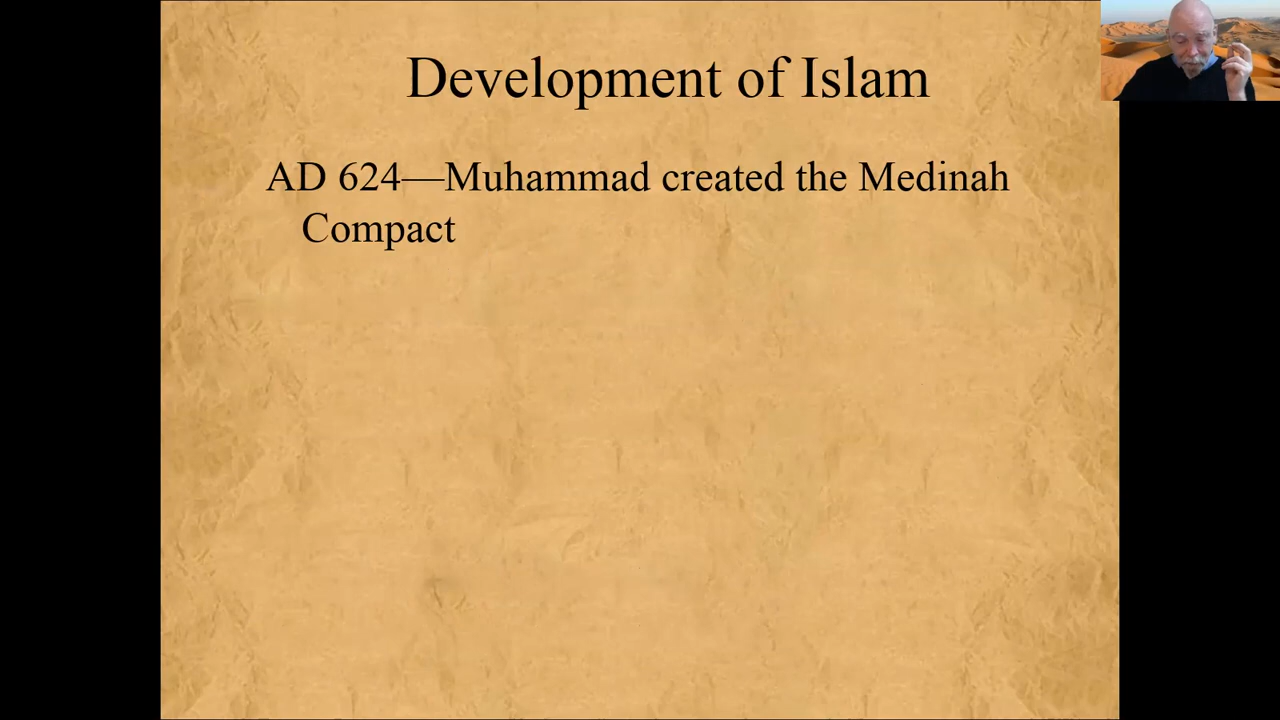 Development of Islam
AD 624—Muhammad created the Medinah
Compact